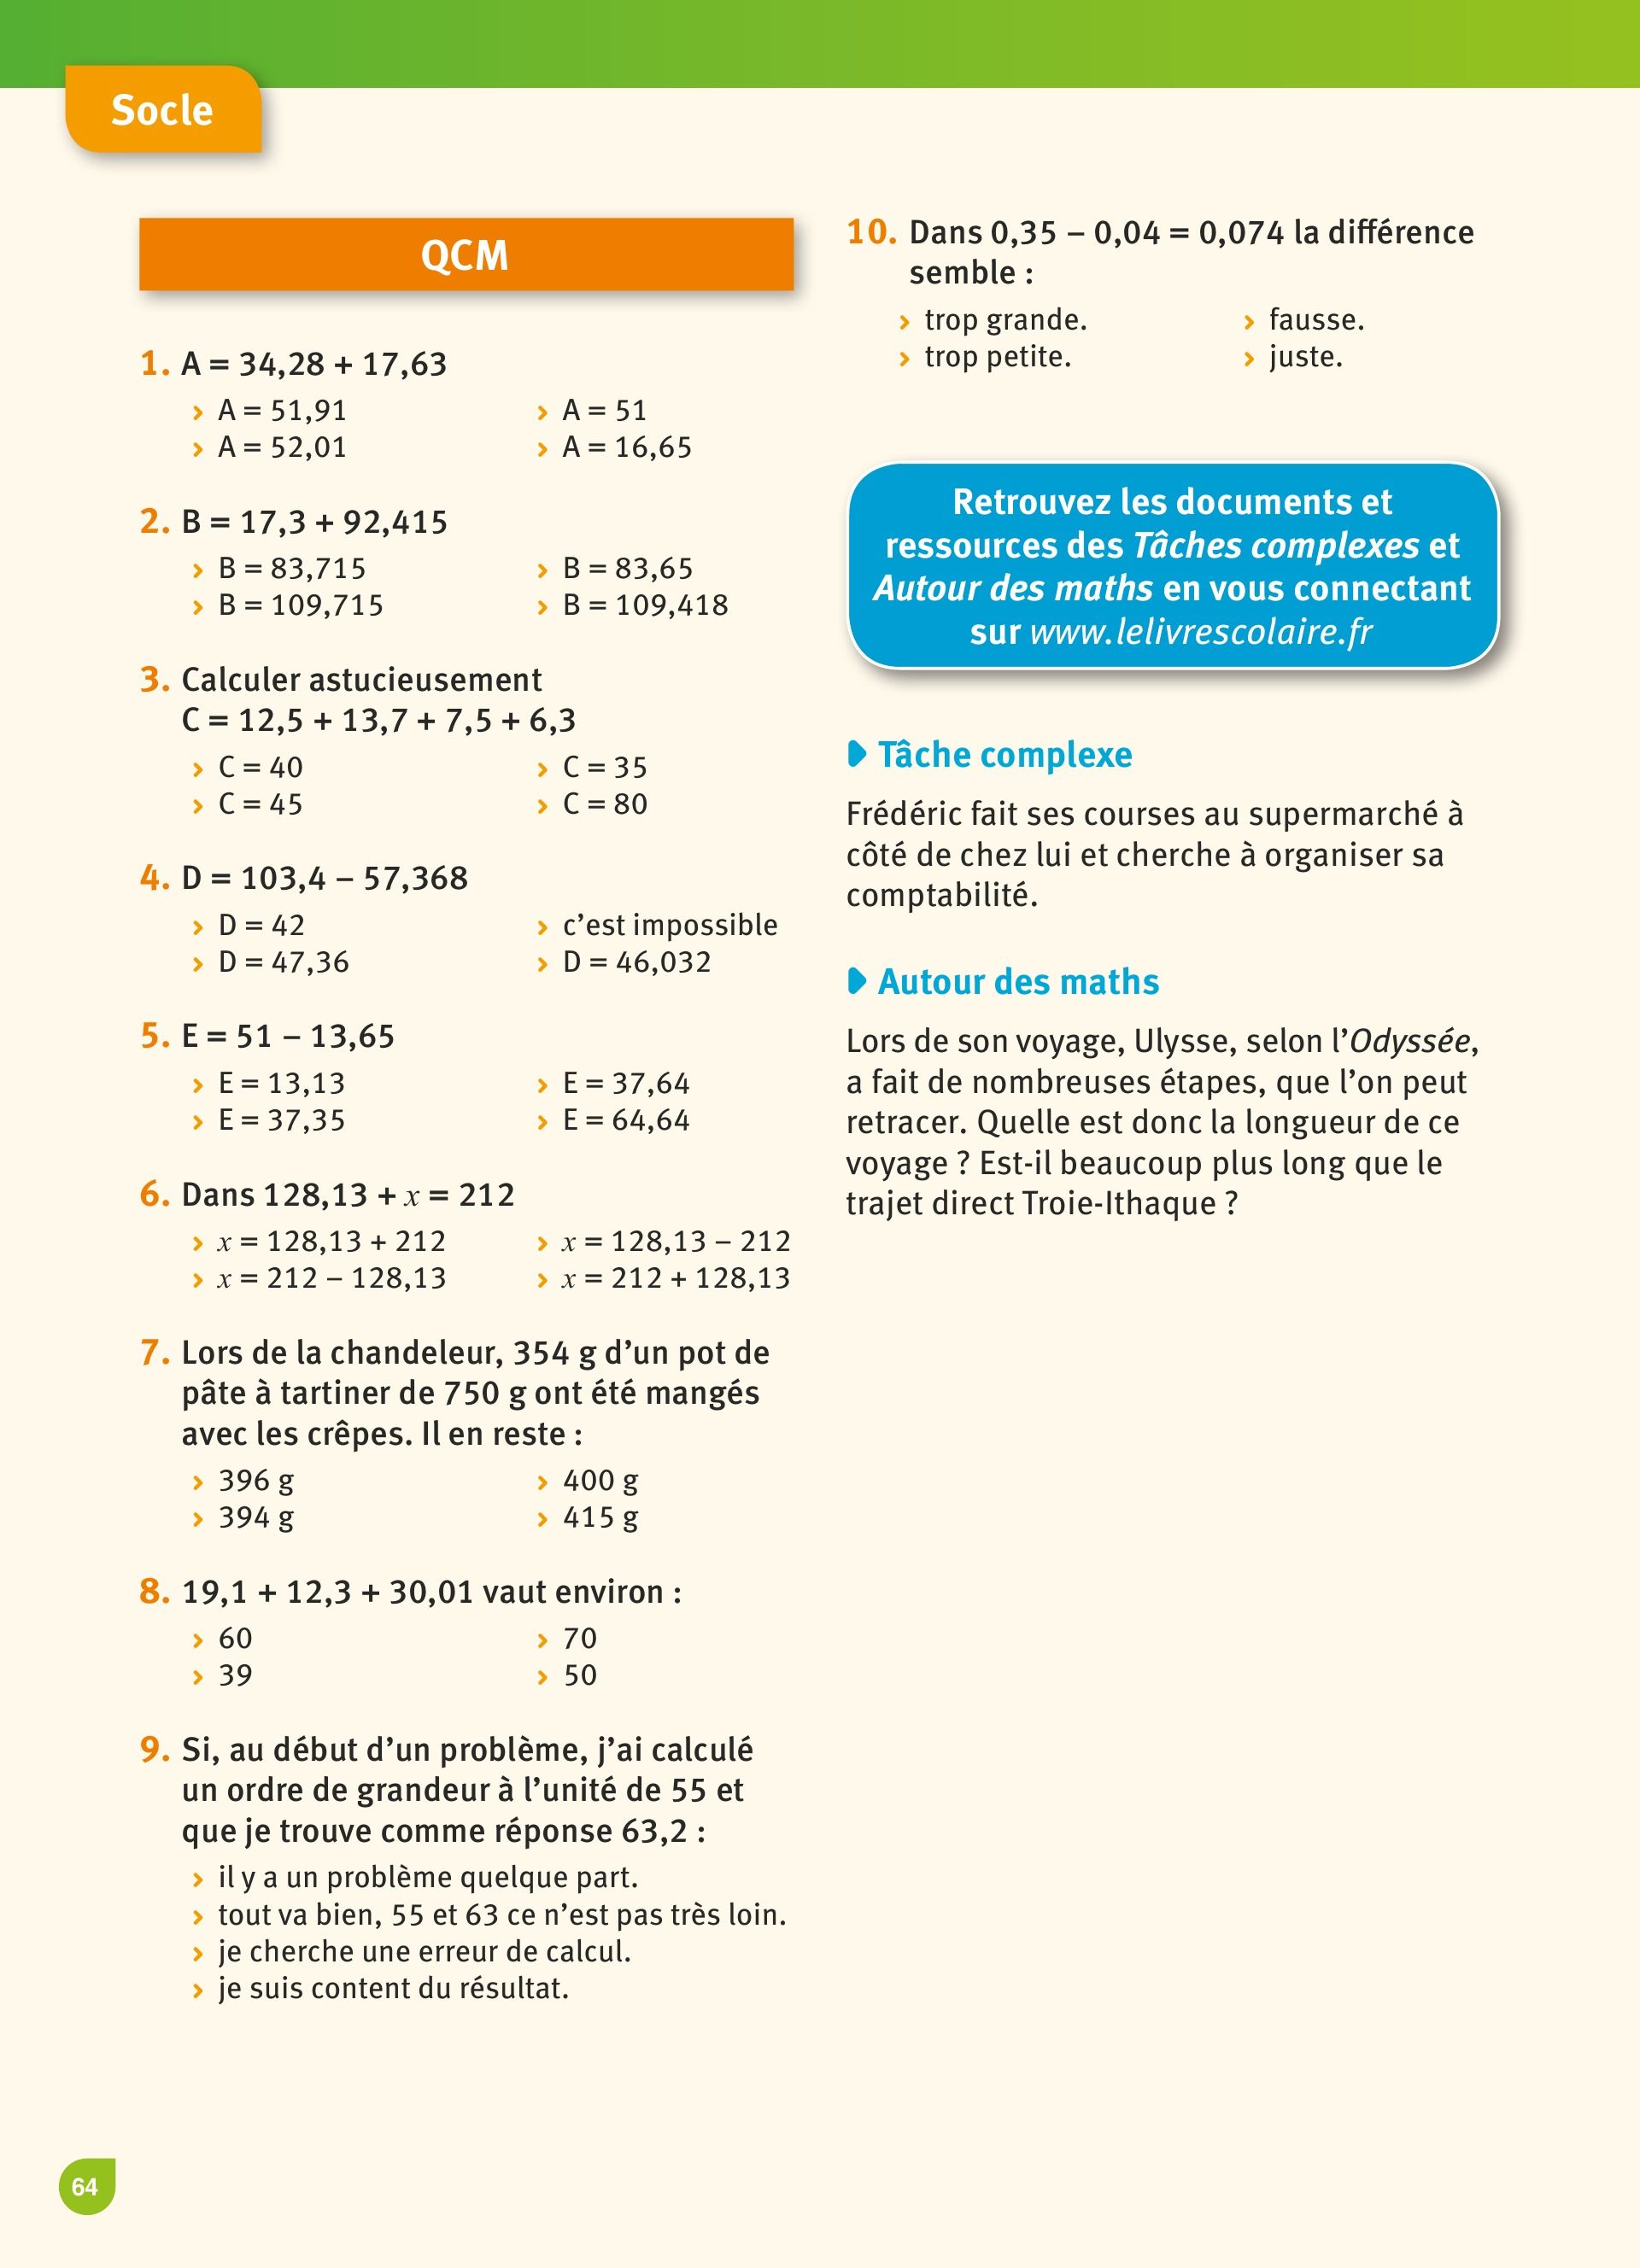 Socle
QCM
1. A = 34,28 + 17,63
› A = 51,91 › A = 51
› A = 52,01 › A = 16,65
2. B = 17,3 + 92,415
› B = 83,715 › B = 83,65
› B = 109,715 › B = 109,418
3. Calculer astucieusement
C = 12,5 + 13,7 + 7,5 + 6,3
› C = 40 › C = 35
› C = 45 › C = 80
4. D = 103,4 – 57,368
› D = 42 › c’est impossible
› D = 47,36 › D = 46,032
5. E = 51 – 13,65
› E = 13,13 › E = 37,64
› E = 37,35 › E = 64,64
6. Dans 128,13 + x = 212
› x = 128,13 + 212 › x = 128,13 – 212
› x = 212 – 128,13 › x = 212 + 128,13
7. Lors de la chandeleur, 354 g d’un pot de
pâte à tartiner de 750 g ont été mangés
avec les crêpes. Il en reste :
› 396 g › 400 g
› 394 g › 415 g
8. 19,1 + 12,3 + 30,01 vaut environ :
› 60 › 70
› 39 › 50
9. Si, au début d’un problème, j’ai calculé
un ordre de grandeur à l’unité de 55 et
que je trouve comme réponse 63,2 :
› il y a un problème quelque part.
› tout va bien, 55 et 63 ce n’est pas très loin.
› je cherche une erreur de calcul.
› je suis content du résultat.
10. Dans 0,35 – 0,04 = 0,074 la différence
semble :
› trop grande. › fausse.
› trop petite. › juste.
Retrouvez les documents et
ressources des Tâches complexes et
Autour des maths en vous connectant
sur www.lelivrescolaire.fr
Tâche complexe
Frédéric fait ses courses au supermarché à
côté de chez lui et cherche à organiser sa
comptabilité.
Autour des maths
Lors de son voyage, Ulysse, selon l’Odyssée,
a fait de nombreuses étapes, que l’on peut
retracer. Quelle est donc la longueur de ce
voyage ? Est-il beaucoup plus long que le
trajet direct Troie-Ithaque ?
64